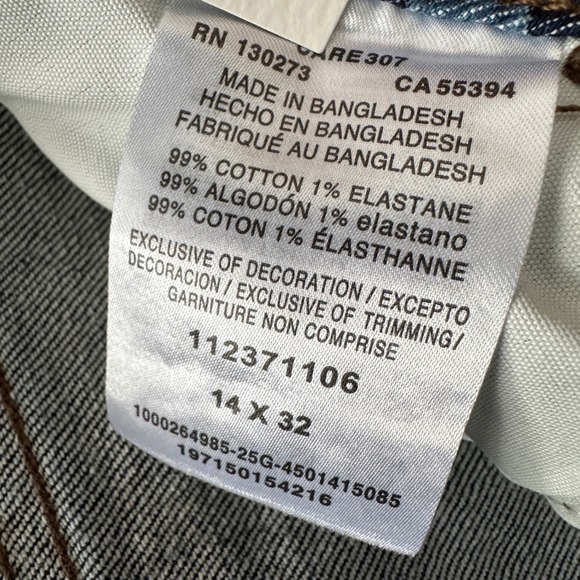 CARE307
RN 130273 CA 55394
MADE IN BANGLADESH
HECHO EN BANGLADESH
FABRIQUÉ AU BANGLADESH
99% COTTON 1% ELASTANE
99% ALGODÓN 1% elastano
99% COTON 1% ÉLASTHANNE
EXCLUSIVE OF DECORATION / EXCEPTO
DECORACION / EXCLUSIVE OF TRIMMING /
GARNITURE NON COMPRISE
112371106
14 X 32
1000264985-25G-4501415085
197150154216